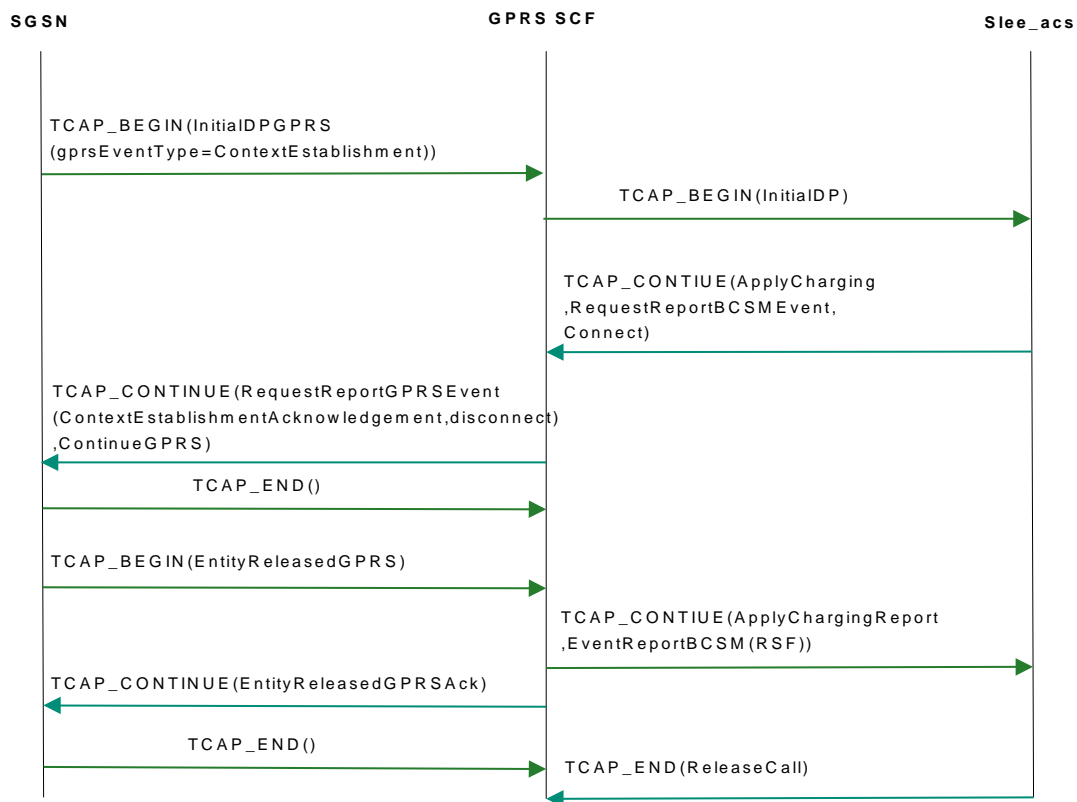 SGSN
GPRS SCF
Slee_acs
TCAP_BEGIN(InitialDPGPRS
(gprsEventType=ContextEstablishment))
TCAP_BEGIN(InitialDP)
TCAP_CONTIUE(ApplyCharging
,RequestReportBCSMEvent,
Connect)
TCAP_CONTINUE(RequestReportGPRSEvent
(ContextEstablishmentAcknowledgement,disconnect)
,ContinueGPRS)
TCAP_END()
TCAP_BEGIN(EntityReleasedGPRS)
TCAP_CONTIUE(ApplyChargingReport
,EventReportBCSM(RSF))
TCAP_CONTINUE(EntityReleasedGPRSAck)
TCAP_END()
TCAP_END(ReleaseCall)